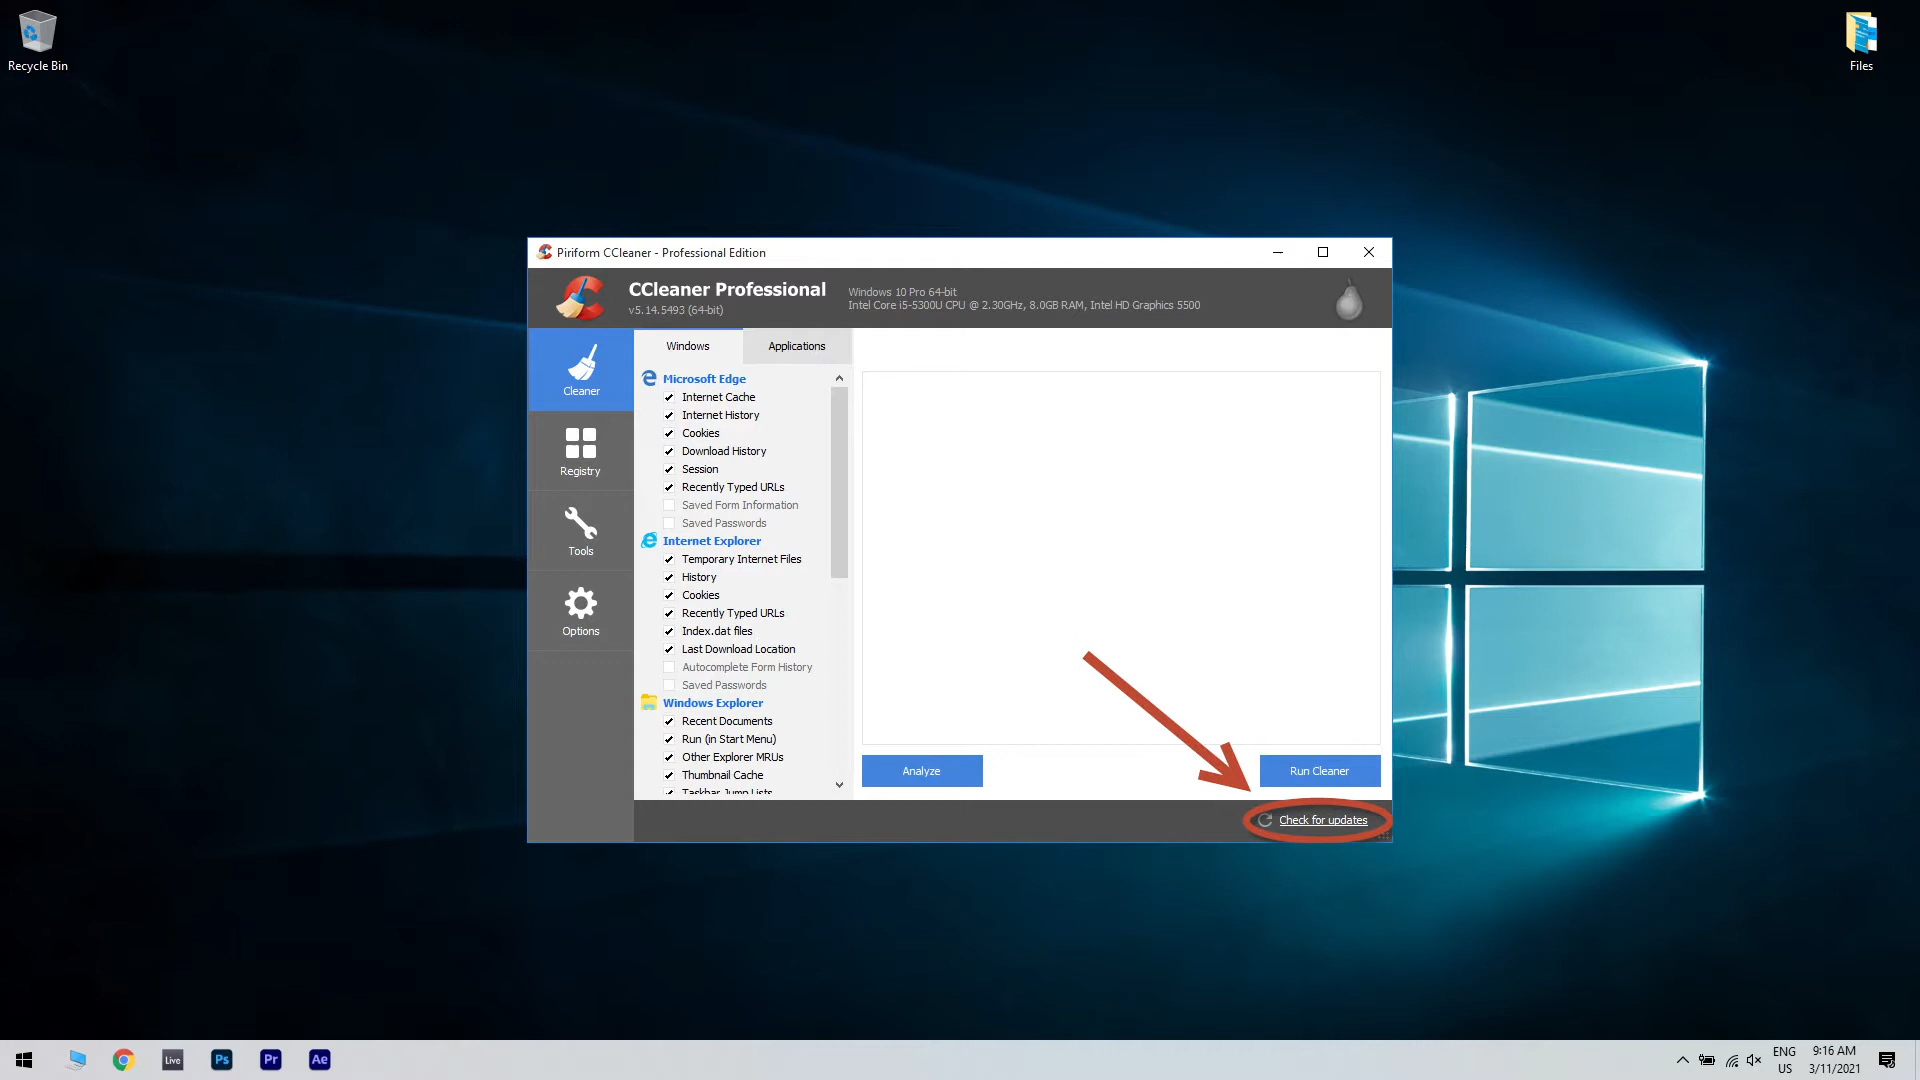 Recycle Bin
Files
Piriform CCleaner - Professional Edition
CCleaner Professional
v5.14.5493 (64-bit)
Windows 10 Pro 64-bit
Intel Core i5-5300U CPU @ 2.30GHz, 8.0GB RAM, Intel HD Graphics 5500
Cleaner
Registry
Tools
Options
Windows
Applications
Microsoft Edge
Internet Cache
Internet History
Cookies
Download History
Session
Recently Typed URLs
Saved Form Information
Saved Passwords
Internet Explorer
Temporary Internet Files
History
Cookies
Recently Typed URLs
Index.dat files
Last Download Location
Autocomplete Form History
Saved Passwords
Windows Explorer
Recent Documents
Run (in Start Menu)
Other Explorer MRUs
Thumbnail Cache
Taskbar Jump Lists
Analyze
Run Cleaner
Check for updates
Live
Ps
Pr
Ae
ENG
US
9:16 AM
3/11/2021